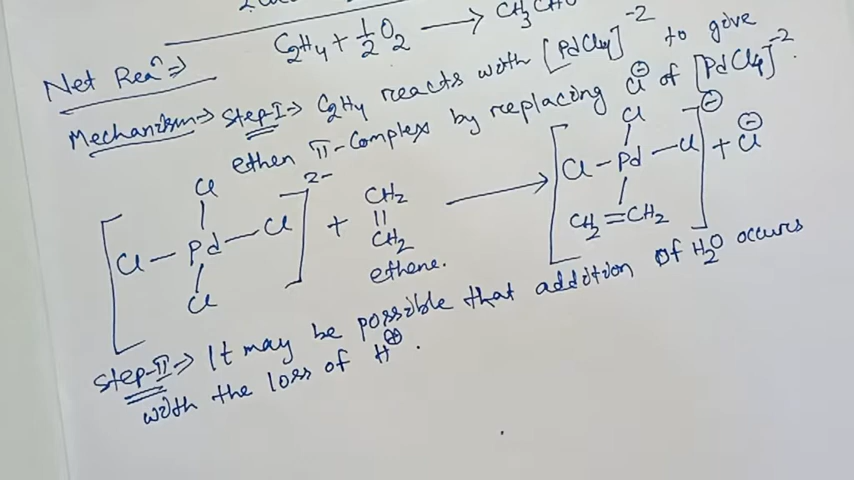 C2H4 + 1/2 O2 ⟶ CH3CHO
Net Reaⁿ ⇒
Mechanism → Step-I → C2H4 reacts with [PdCl4]^-2 to give
ethen π-Complex by replacing Cl^⊖ of [PdCl4]^-2.
[Cl — Pd — Cl, Cl, Cl]^2- + CH2 = CH2 ⟶ [Cl — Pd — Cl, Cl, CH2=CH2]^⊖ + Cl^⊖
ethene.
Step-II → It may be possible that addition of H2O occurs
with the loss of H^⊕.